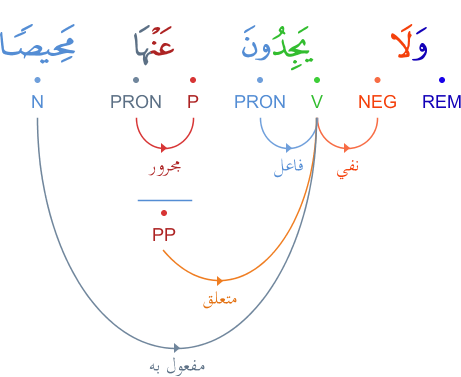 وَلَا يَجِدُونَ عَنْهَا مَحِيصًا
REM NEG V PRON P PRON N
نفي فاعل مجرور
PP
متعلق
مفعول به